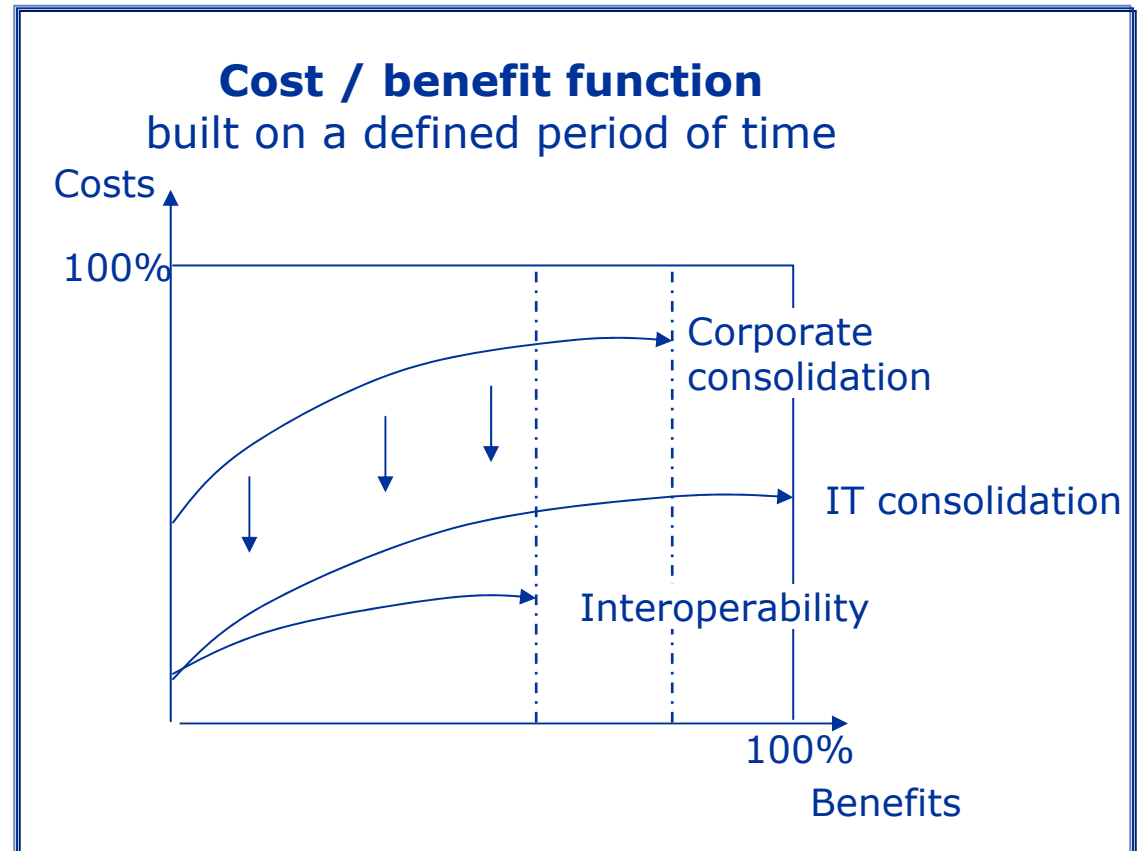 Cost / benefit function
built on a defined period of time
Costs
100%
Corporate
consolidation
IT consolidation
Interoperability
100%
Benefits